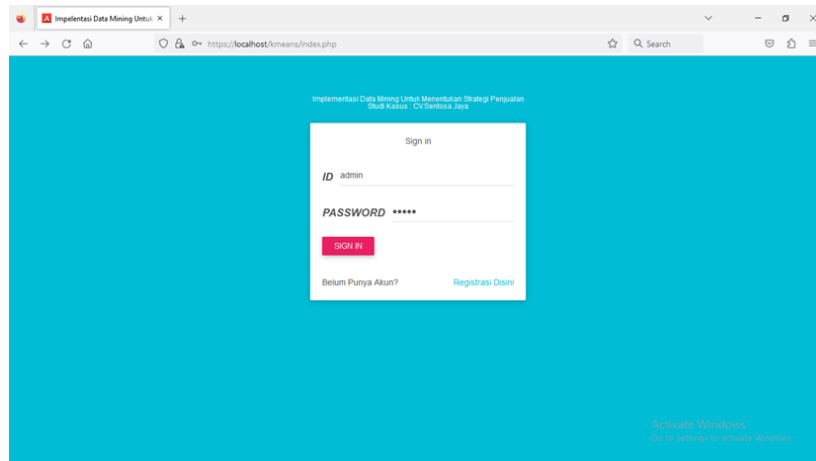 Impelentasi Data Mining Untuk
https://localhost/kmeans/index.php
Search
Implementasi Data Mining Untuk Menentukan Strategi Penjualan
Studi Kasus : CV.Sentosa Jaya
Sign in
ID admin
PASSWORD •••••
SIGN IN
Belum Punya Akun? Registrasi Disini
Activate Windows
Go to Settings to activate Windows.